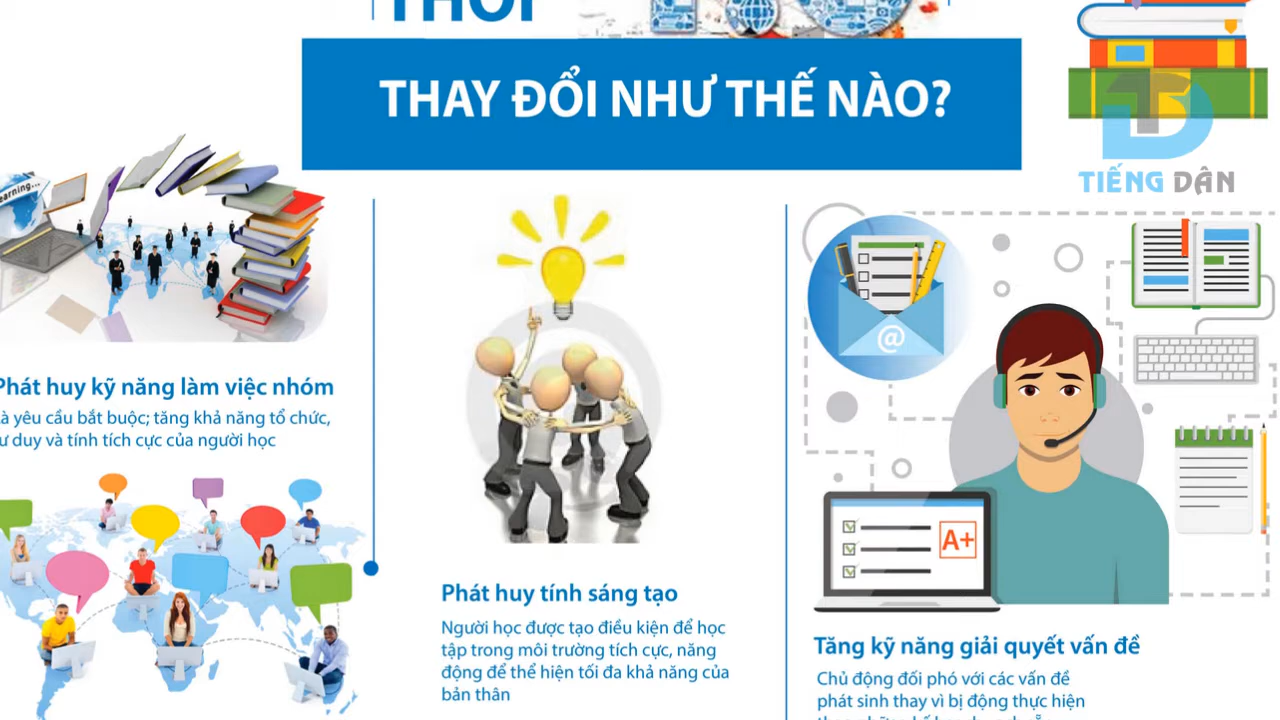 THỜI
THAY ĐỔI NHƯ THẾ NÀO?
TIẾNG DÂN
earning...
Phát huy kỹ năng làm việc nhóm
yêu cầu bắt buộc; tăng khả năng tổ chức,
duy và tính tích cực của người học
Phát huy tính sáng tạo
Người học được tạo điều kiện để học
tập trong môi trường tích cực, năng
động để thể hiện tối đa khả năng của
bản thân
@
A+
Tăng kỹ năng giải quyết vấn đề
Chủ động đối phó với các vấn đề
phát sinh thay vì bị động thực hiện